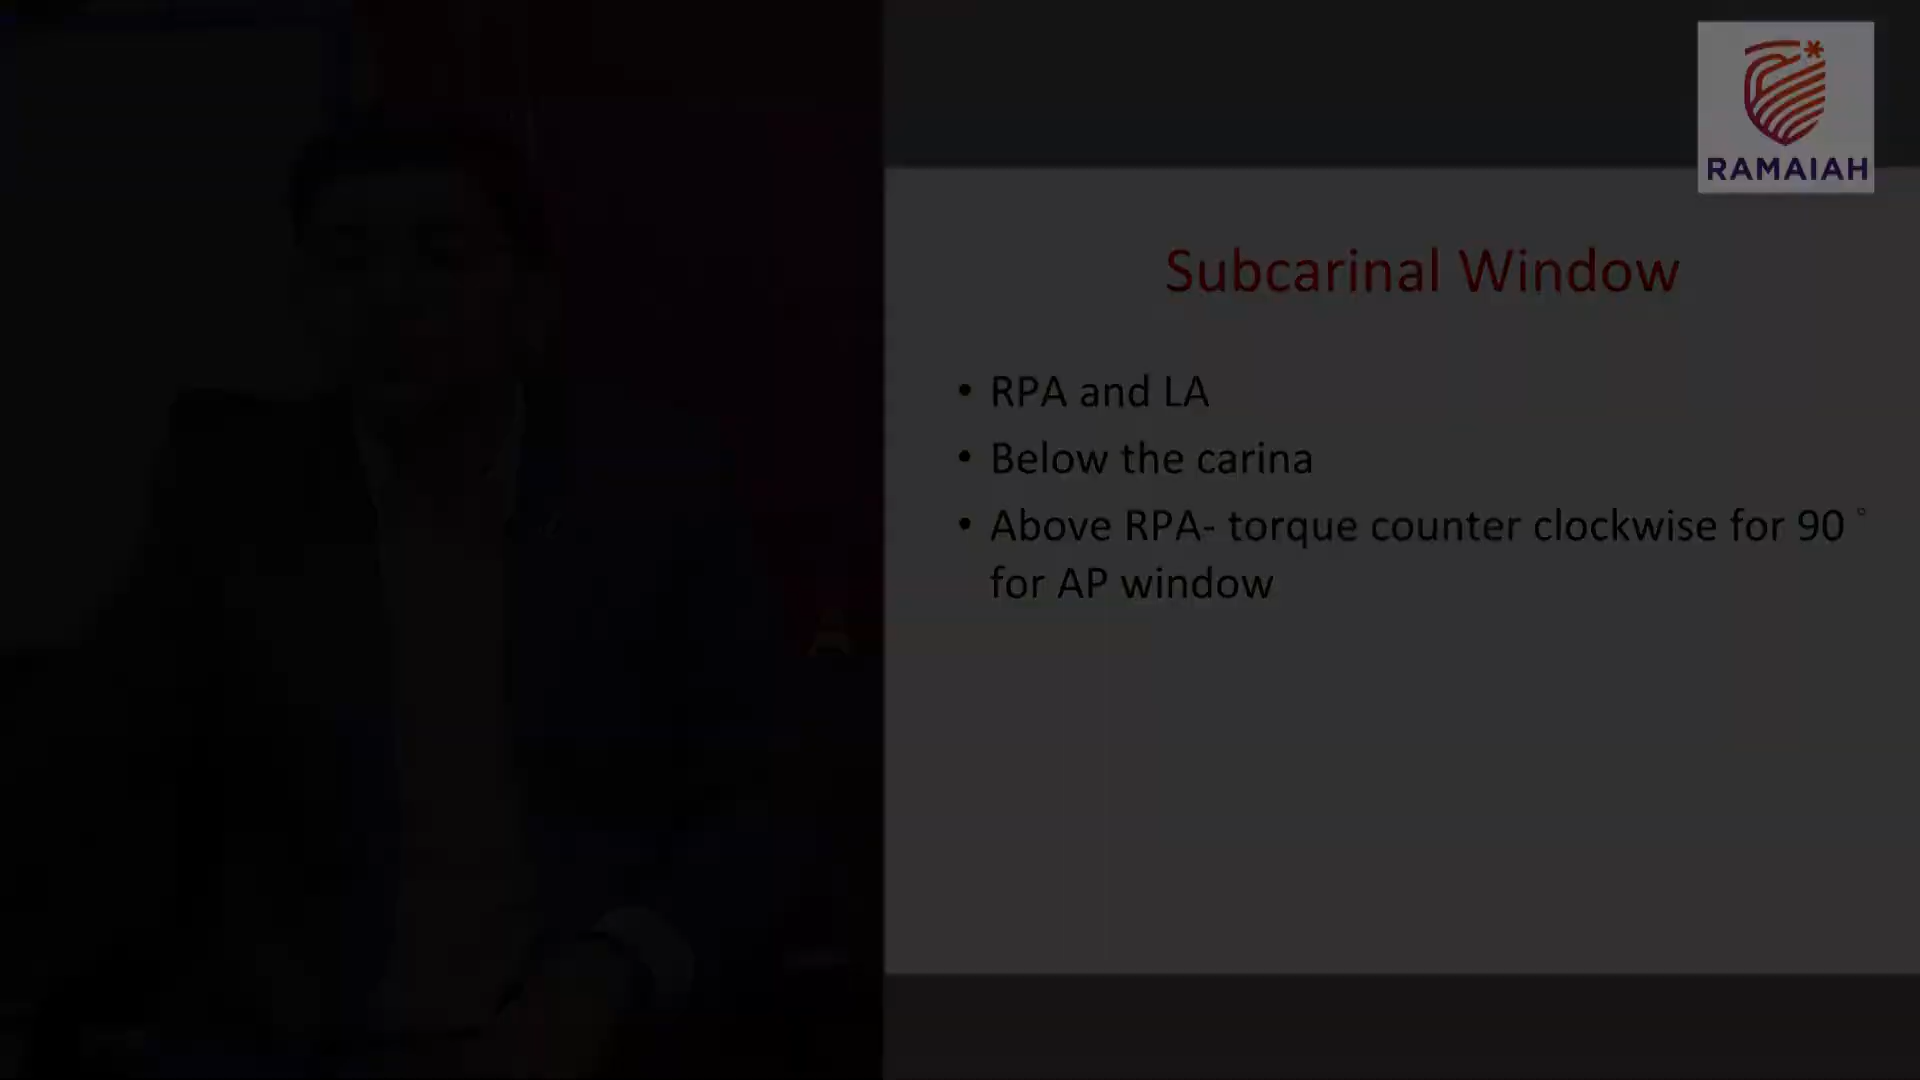 RAMAIAH
Subcarinal Window
• RPA and LA
• Below the carina
• Above RPA- torque counter clockwise for 90 °
for AP window